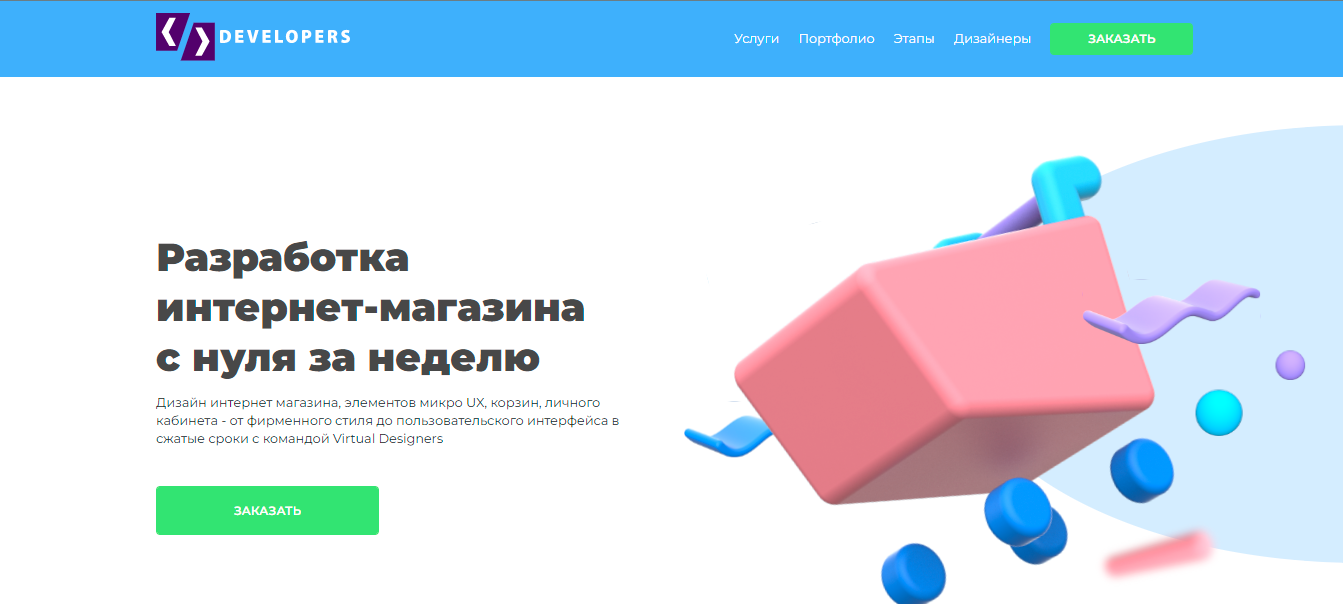 DEVELOPERS
Услуги Портфолио Этапы Дизайнеры ЗАКАЗАТЬ
Разработка
интернет-магазина
с нуля за неделю
Дизайн интернет магазина, элементов микро UX, корзин, личного
кабинета - от фирменного стиля до пользовательского интерфейса в
сжатые сроки с командой Virtual Designers
ЗАКАЗАТЬ